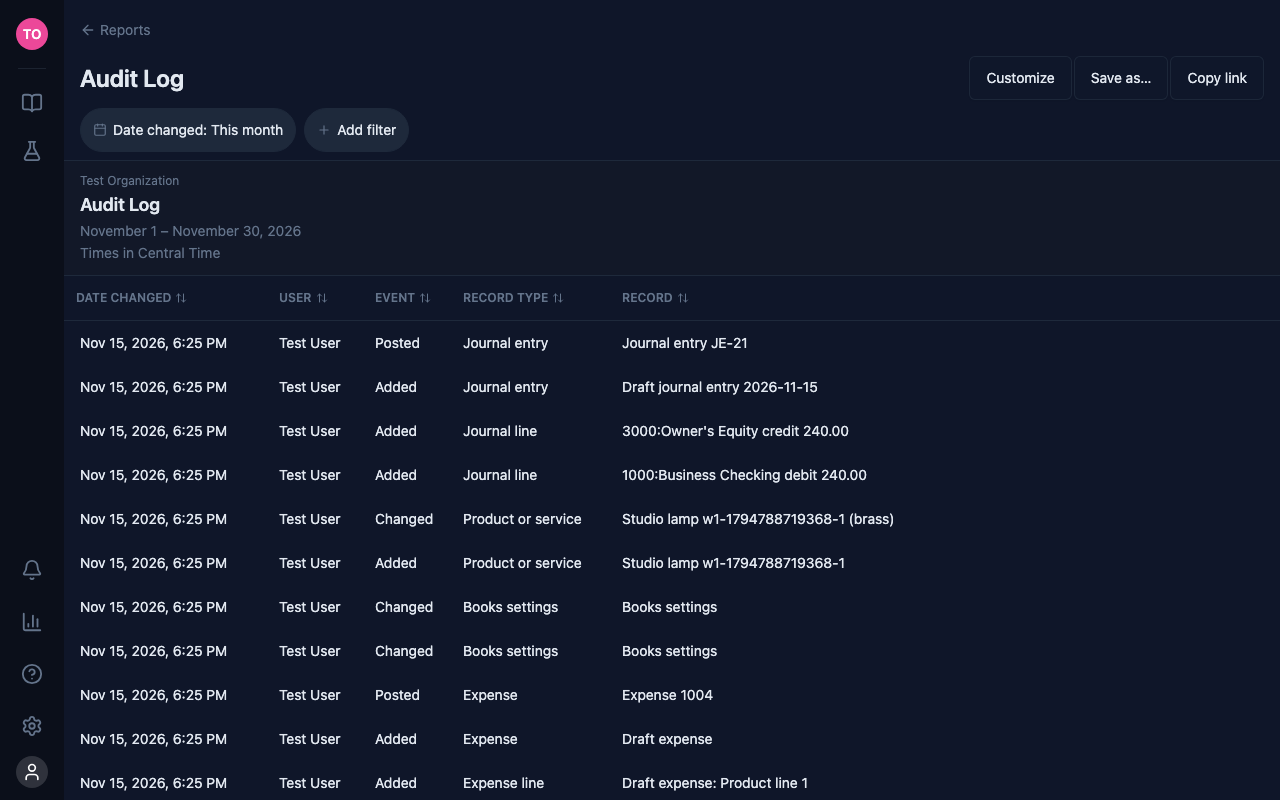 TO
Reports
Audit Log
Customize
Save as...
Copy link
Date changed: This month
Add filter
Test Organization
Audit Log
November 1 – November 30, 2026
Times in Central Time
DATE CHANGED USER EVENT RECORD TYPE RECORD
Nov 15, 2026, 6:25 PM Test User Posted Journal entry Journal entry JE-21
Nov 15, 2026, 6:25 PM Test User Added Journal entry Draft journal entry 2026-11-15
Nov 15, 2026, 6:25 PM Test User Added Journal line 3000:Owner's Equity credit 240.00
Nov 15, 2026, 6:25 PM Test User Added Journal line 1000:Business Checking debit 240.00
Nov 15, 2026, 6:25 PM Test User Changed Product or service Studio lamp w1-1794788719368-1 (brass)
Nov 15, 2026, 6:25 PM Test User Added Product or service Studio lamp w1-1794788719368-1
Nov 15, 2026, 6:25 PM Test User Changed Books settings Books settings
Nov 15, 2026, 6:25 PM Test User Changed Books settings Books settings
Nov 15, 2026, 6:25 PM Test User Posted Expense Expense 1004
Nov 15, 2026, 6:25 PM Test User Added Expense Draft expense
Nov 15, 2026, 6:25 PM Test User Added Expense line Draft expense: Product line 1